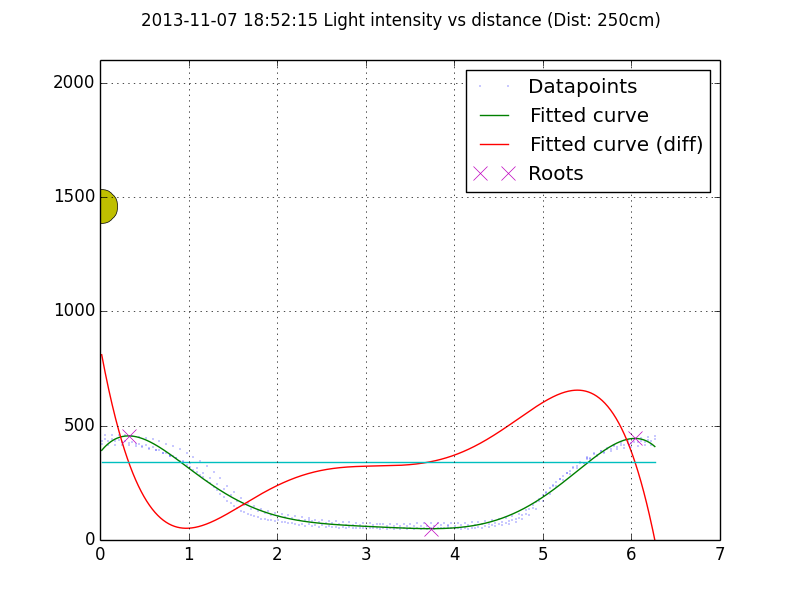 2013-11-07 18:52:15 Light intensity vs distance (Dist: 250cm)
2000
1500
1000
500
0
Datapoints
Fitted curve
Fitted curve (diff)
Roots
0 1 2 3 4 5 6 7